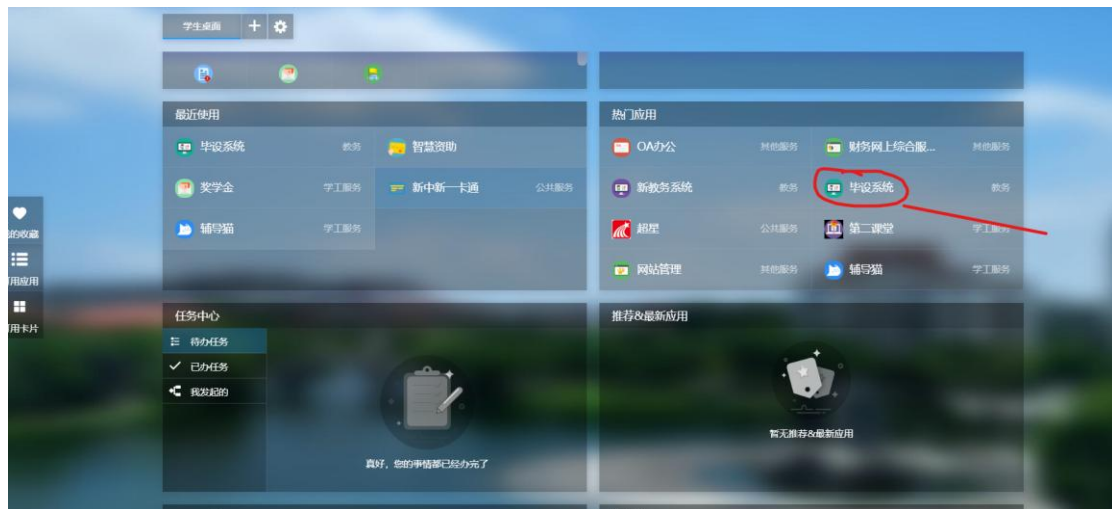 学生桌面
最近使用
毕设系统 教务
智慧资助
奖学金 学工服务
新中新一卡通 公共服务
辅导猫 学工服务
热门应用
OA办公 其他服务
财务网上综合服... 其他服务
新教务系统 教务
毕设系统 教务
超星 公共服务
第二课堂 学工服务
网站管理 其他服务
辅导猫 学工服务
的收藏
用应用
用卡片
任务中心
待办任务
已办任务
我发起的
真好，您的事情都已经办完了
推荐&最新应用
暂无推荐&最新应用